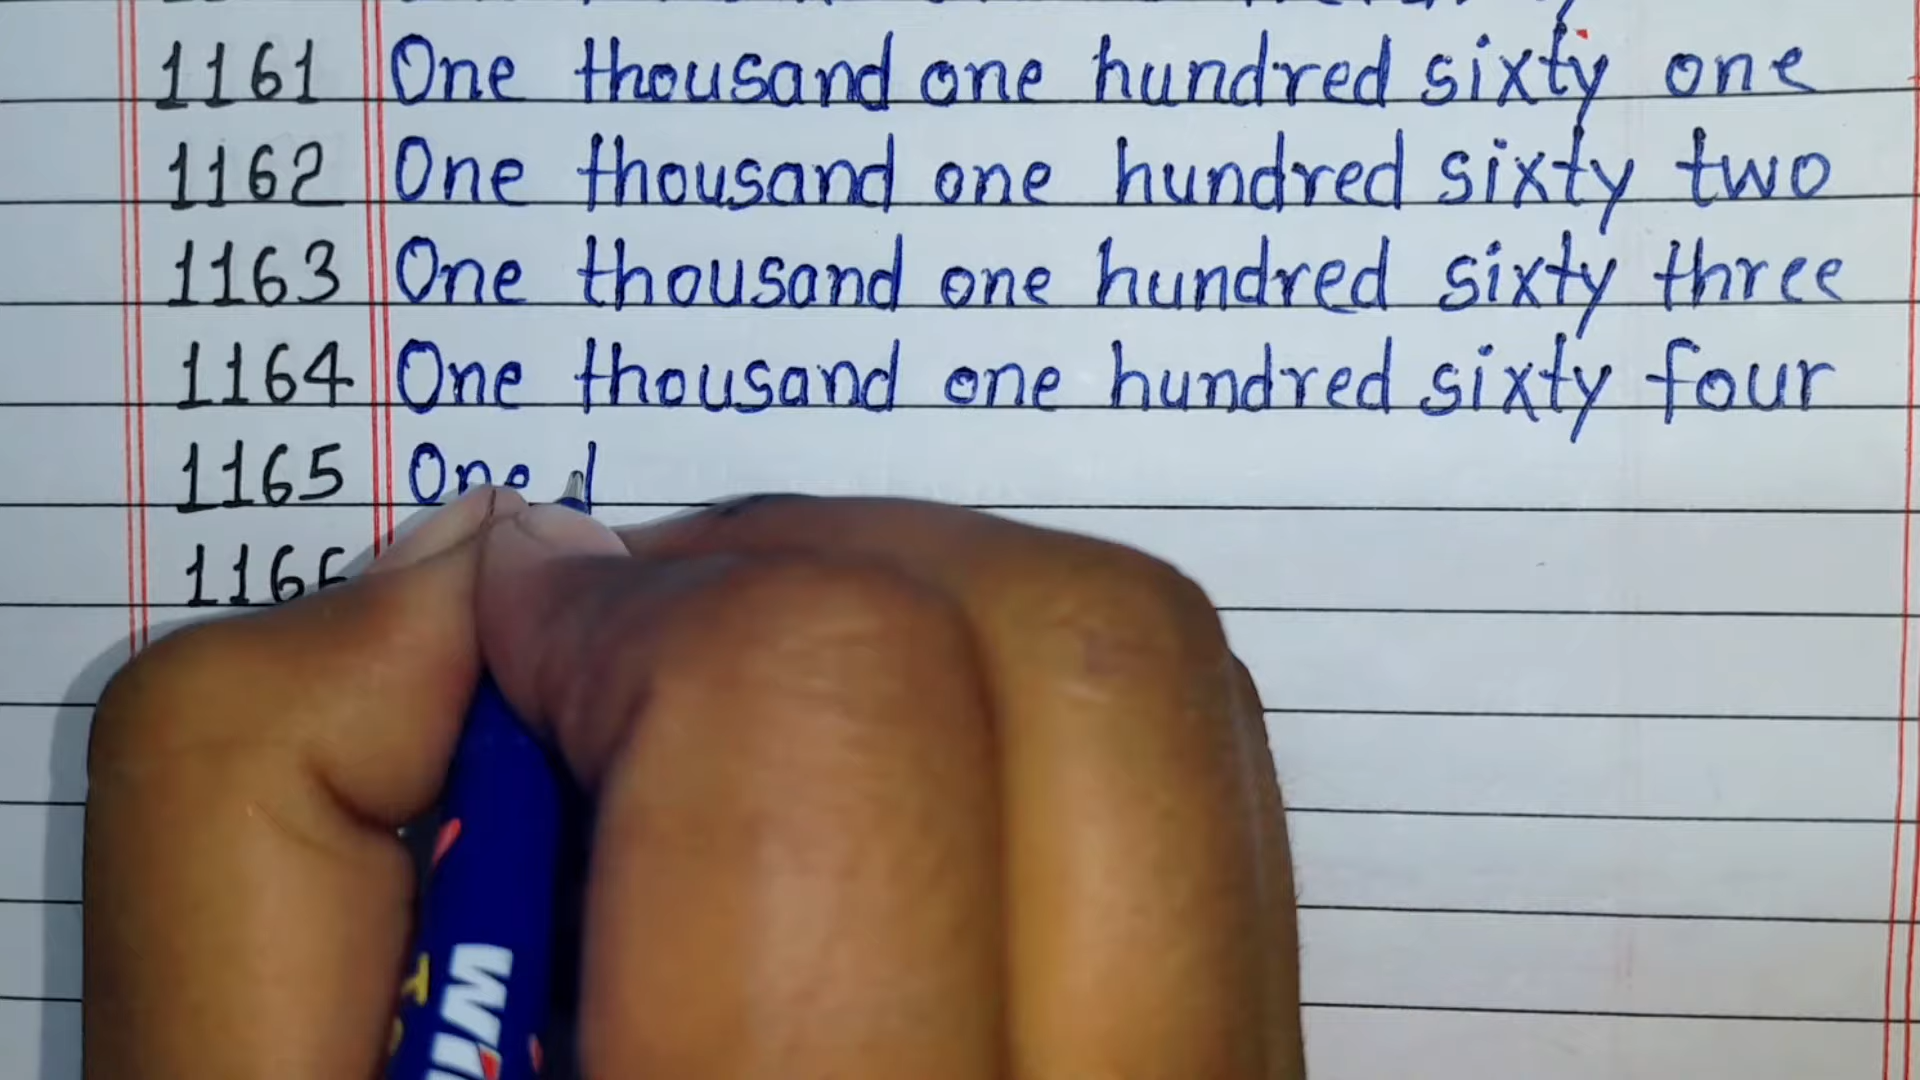 1161 One thousand one hundred sixty one
1162 One thousand one hundred sixty two
1163 One thousand one hundred sixty three
1164 One thousand one hundred sixty four
1165 One